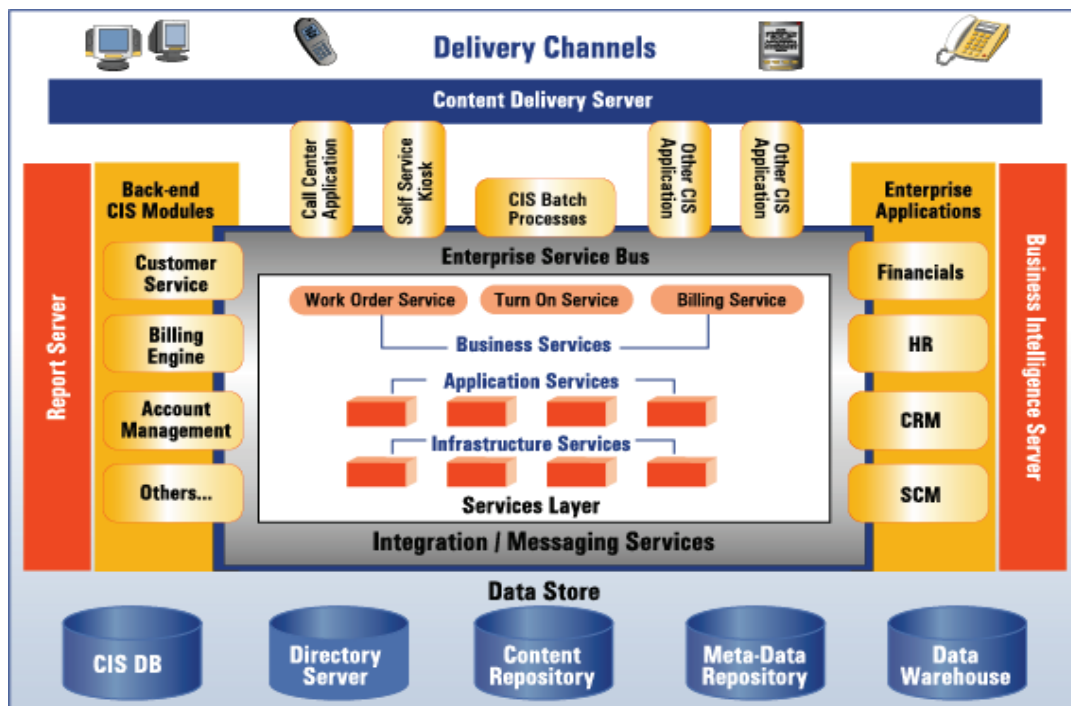 Delivery Channels
Content Delivery Server
Call Center
Application
Self Service
Kiosk
CIS Batch
Processes
Other CIS
Application
Other CIS
Application
Report Server
Back-end
CIS Modules
Customer
Service
Billing
Engine
Account
Management
Others...
Enterprise Service Bus
Work Order Service
Turn On Service
Billing Service
Business Services
Application Services
Infrastructure Services
Services Layer
Integration / Messaging Services
Enterprise
Applications
Financials
HR
CRM
SCM
Business Intelligence Server
Data Store
CIS DB
Directory
Server
Content
Repository
Meta-Data
Repository
Data
Warehouse